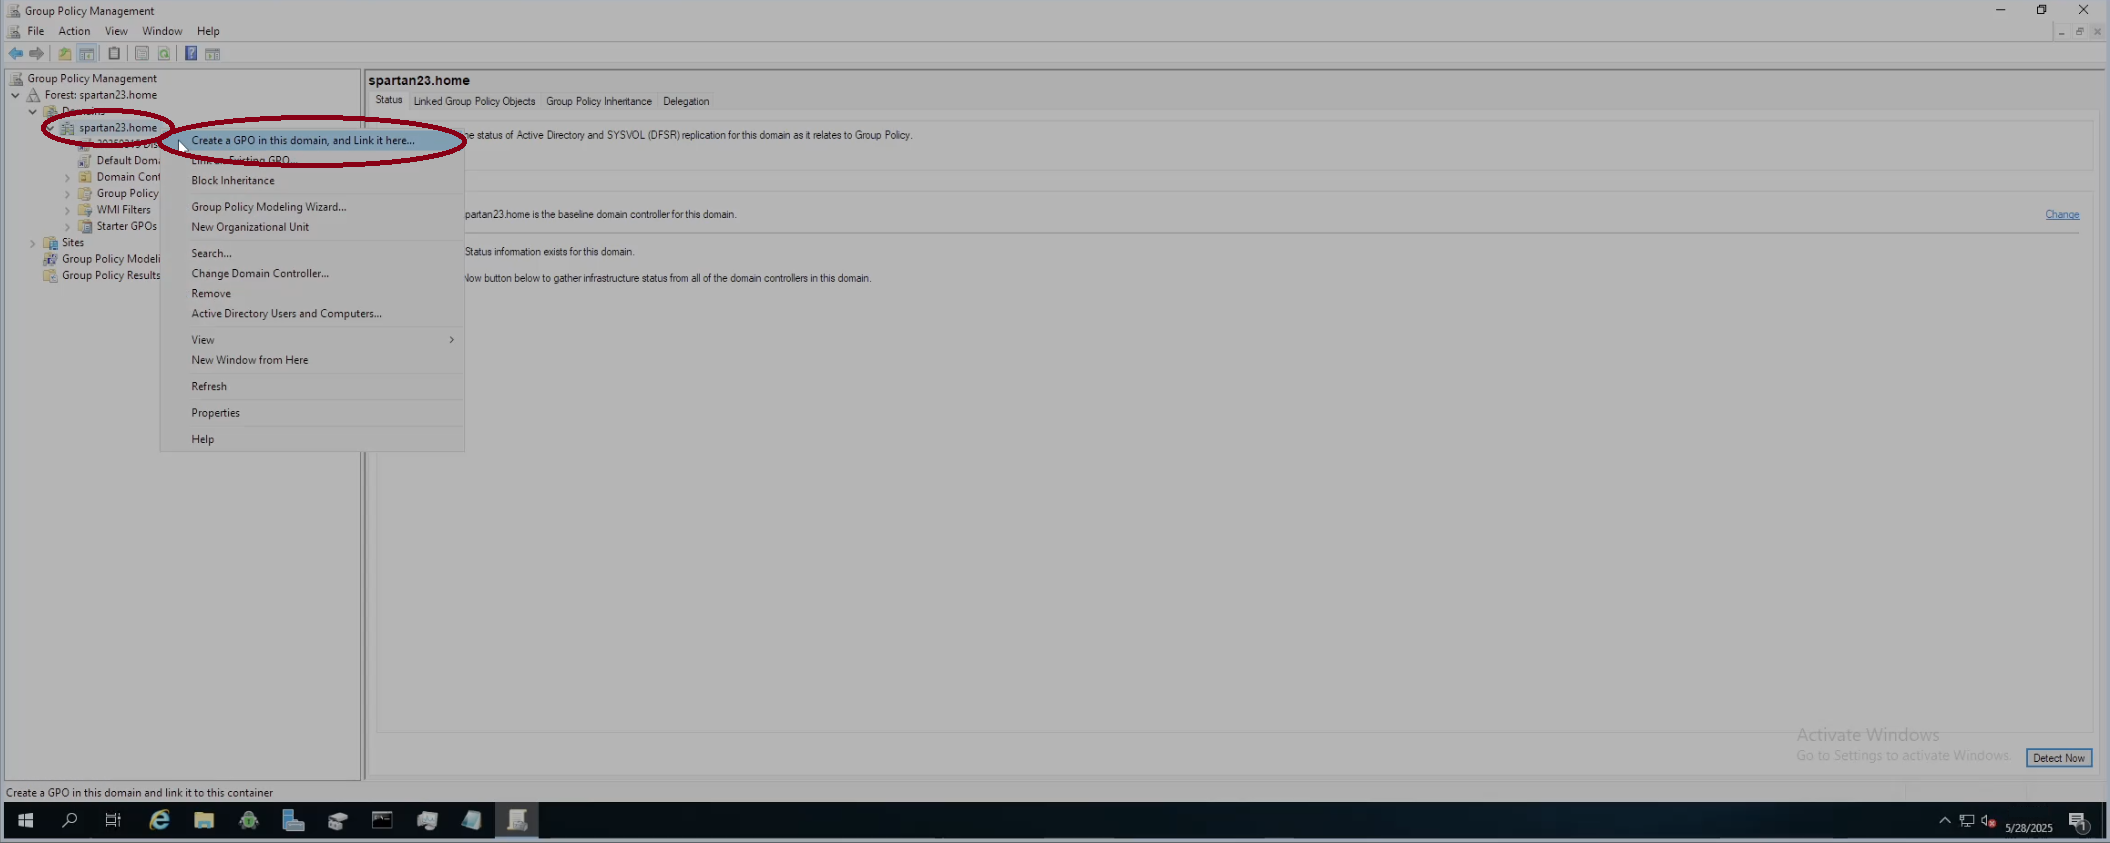 Group Policy Management
File Action View Window Help
Group Policy Management
Forest: spartan23.home
spartan23.home
Default Doma
Domain Cont
Group Policy
WMI Filters
Starter GPOs
Sites
Group Policy Modeli
Group Policy Results
Create a GPO in this domain, and Link it here...
Link an Existing GPO...
Block Inheritance
Group Policy Modeling Wizard...
New Organizational Unit
Search...
Change Domain Controller...
Remove
Active Directory Users and Computers...
View
New Window from Here
Refresh
Properties
Help
spartan23.home
Status Linked Group Policy Objects Group Policy Inheritance Delegation
he status of Active Directory and SYSVOL (DFSR) replication for this domain as it relates to Group Policy.
partan23.home is the baseline domain controller for this domain.
Change
Status information exists for this domain.
Now button below to gather infrastructure status from all of the domain controllers in this domain.
Activate Windows
Go to Settings to activate Windows.
Detect Now
Create a GPO in this domain and link it to this container
5/28/2025
1